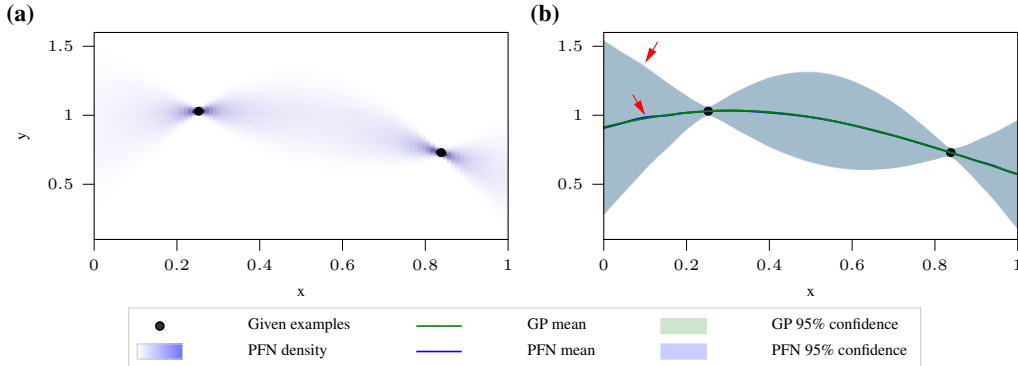 (a)
(b)
1.5
1
0.5
y
0
0.2
0.4
0.6
0.8
1
x
1.5
1
0.5
0
0.2
0.4
0.6
0.8
1
x
Given examples
GP mean
GP 95% confidence
PFN density
PFN mean
PFN 95% confidence